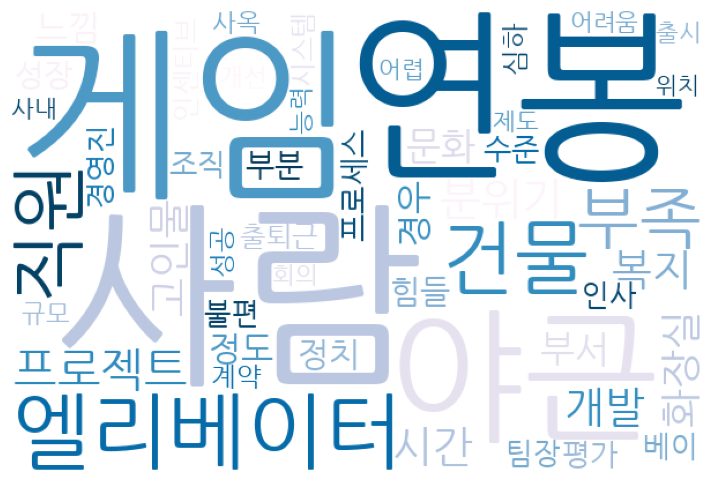 느낌
사옥
어려움
출시
게임
연봉
성장
인센티브
시스템
개선
어렵
심하
위치
사내
능력
제도
경영진
조직
부분
프로세스
문화
수준
직원
사람
고인물
출퇴근
성공
회의
경우
분위기
건물
부족
복지
규모
불편
힘들
인사
야근
프로젝트
정도
정치
부서
화장실
계약
엘리베이터
시간
개발
팀장
평가
베이